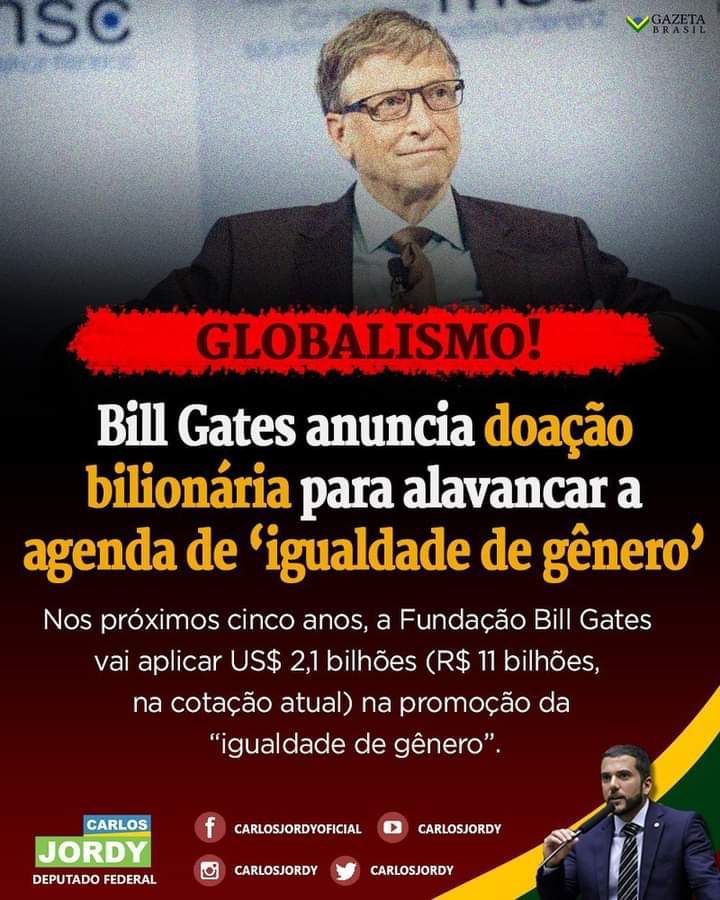 msc
GAZETA
BRASIL
GLOBALISMO!
Bill Gates anuncia doação
bilionária para alavancar a
agenda de ‘igualdade de gênero’
Nos próximos cinco anos, a Fundação Bill Gates
vai aplicar US$ 2,1 bilhões (R$ 11 bilhões,
na cotação atual) na promoção da
“igualdade de gênero”.
CARLOS
JORDY
DEPUTADO FEDERAL
CARLOSJORDYOFICIAL CARLOSJORDY
CARLOSJORDY CARLOSJORDY